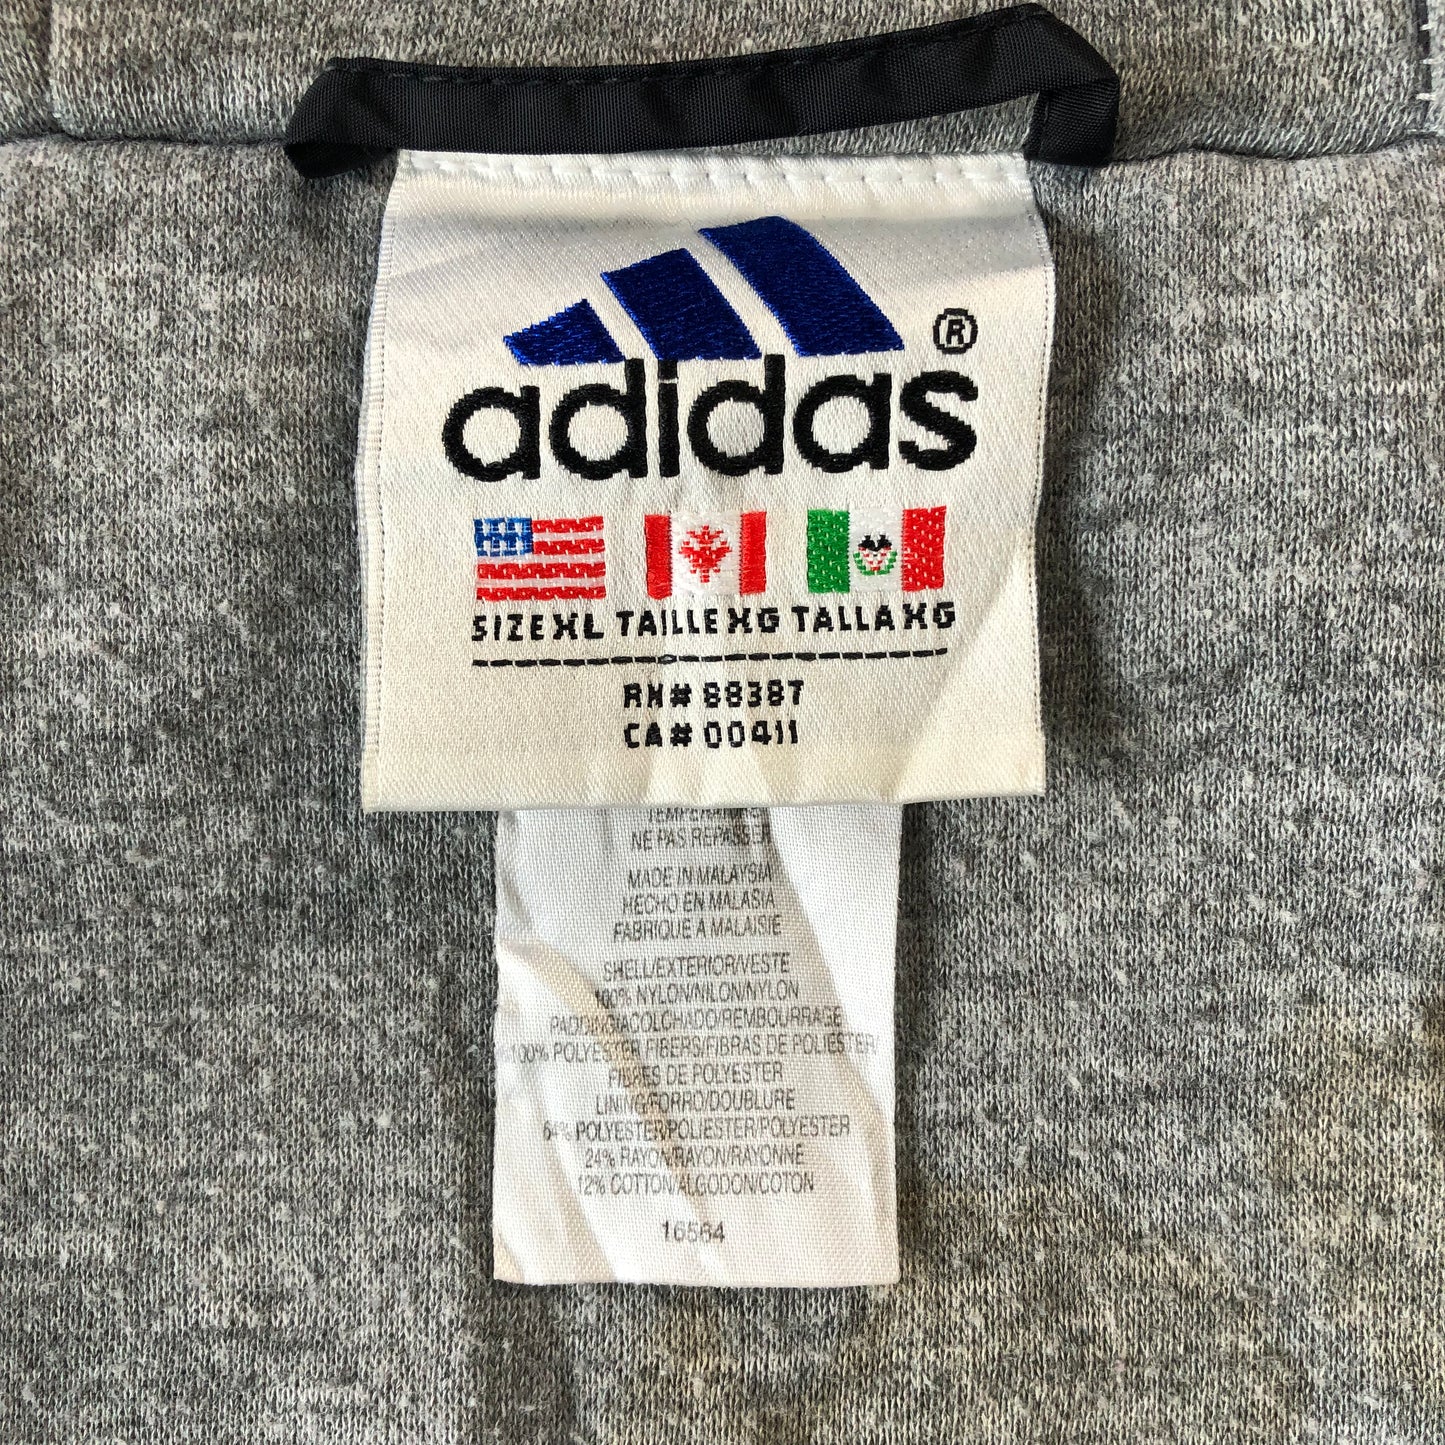 adidas ®
SIZE XL TAILLE XG TALLA XG
RN# 88387
CA# 00411
NE PAS REPASSER
MADE IN MALAYSIA
HECHO EN MALASIA
FABRIQUE A MALAISIE
SHELL/EXTERIOR/VESTE
100% NYLON/NILON/NYLON
PADDING/ACOLCHADO/REMBOURRAGE
100% POLYESTER FIBERS/FIBRAS DE POLIESTER
FIBRES DE POLYESTER
LINING/FORRO/DOUBLURE
64% POLYESTER/POLIESTER/POLYESTER
24% RAYON/RAYON/RAYONNE
12% COTTON/ALGODON/COTON
16564